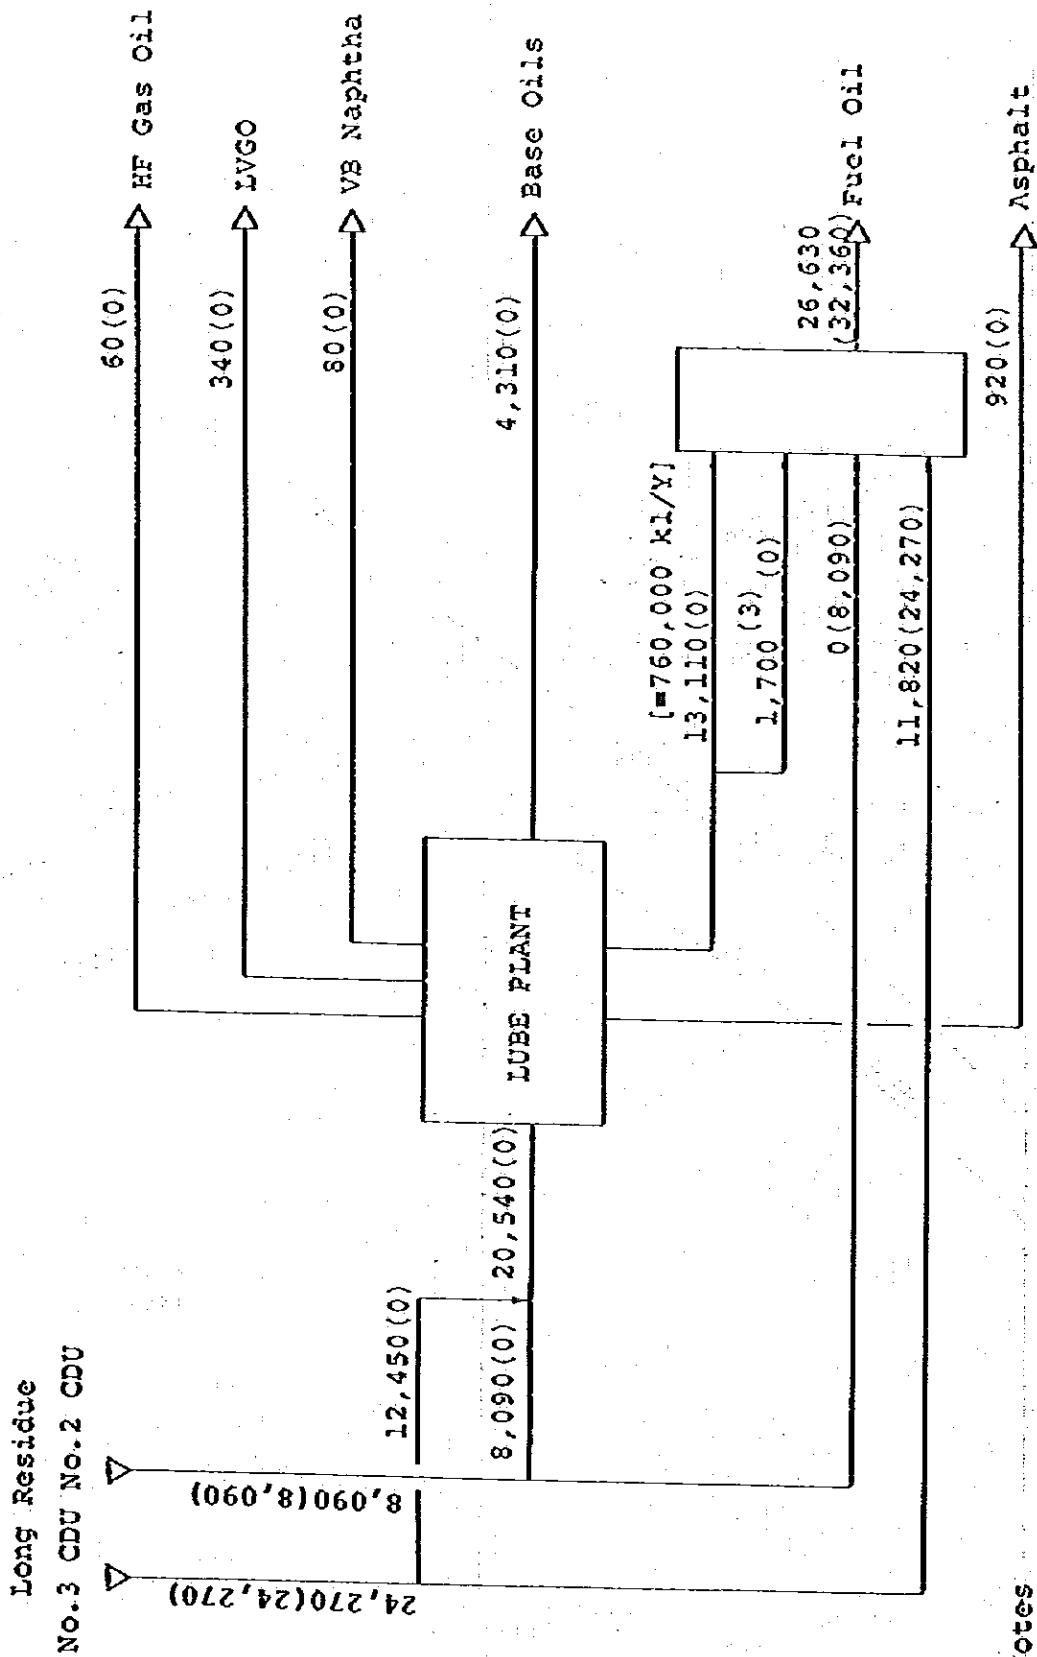 Long Residue
No.3 CDU No.2 CDU
24,270(24,270)
8,090(8,090)
12,450(0)
8,090(0)
20,540(0)
LUBE PLANT
60(0)
HF Gas Oil
340(0)
LVGO
80(0)
VB Naphtha
4,310(0)
Base Oils
[=760,000 kl/Y]
13,110(0)
1,700 (3) (0)
0(8,090)
11,820(24,270)
26,630
(32,360)
Fuel Oil
920(0)
Asphalt
otes